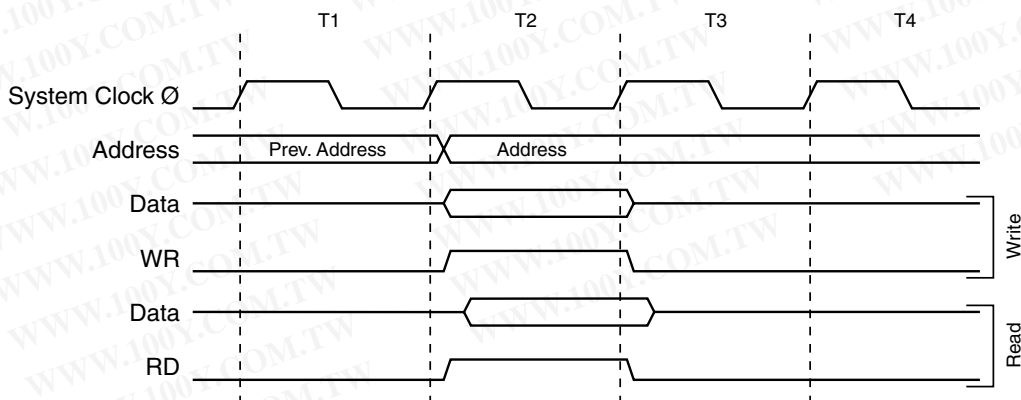 T1 T2 T3 T4
System Clock Ø
Address Prev. Address Address
Data
WR
Write
Data
RD
Read
WWW.100Y.COM.TW